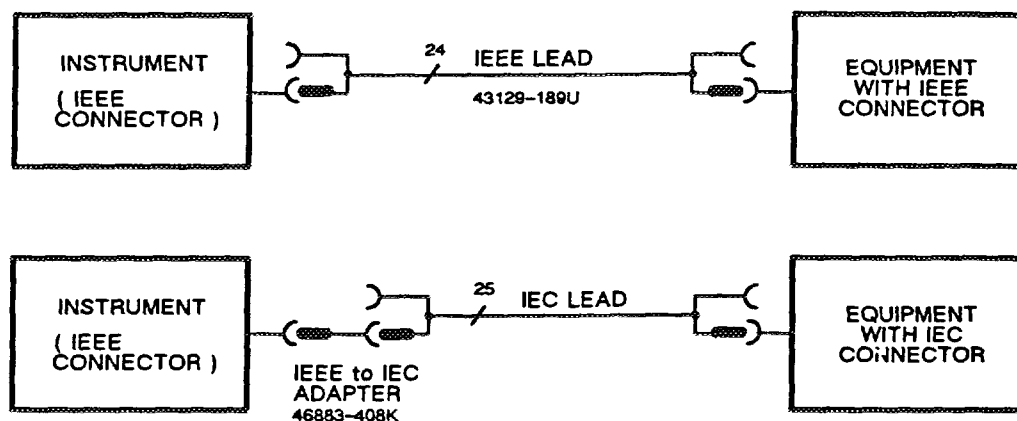 INSTRUMENT
( IEEE
CONNECTOR )
24
IEEE LEAD
43129-189U
EQUIPMENT
WITH IEEE
CONNECTOR
INSTRUMENT
( IEEE
CONNECTOR )
IEEE to IEC
ADAPTER
46883-408K
25
IEC LEAD
EQUIPMENT
WITH IEC
CONNECTOR